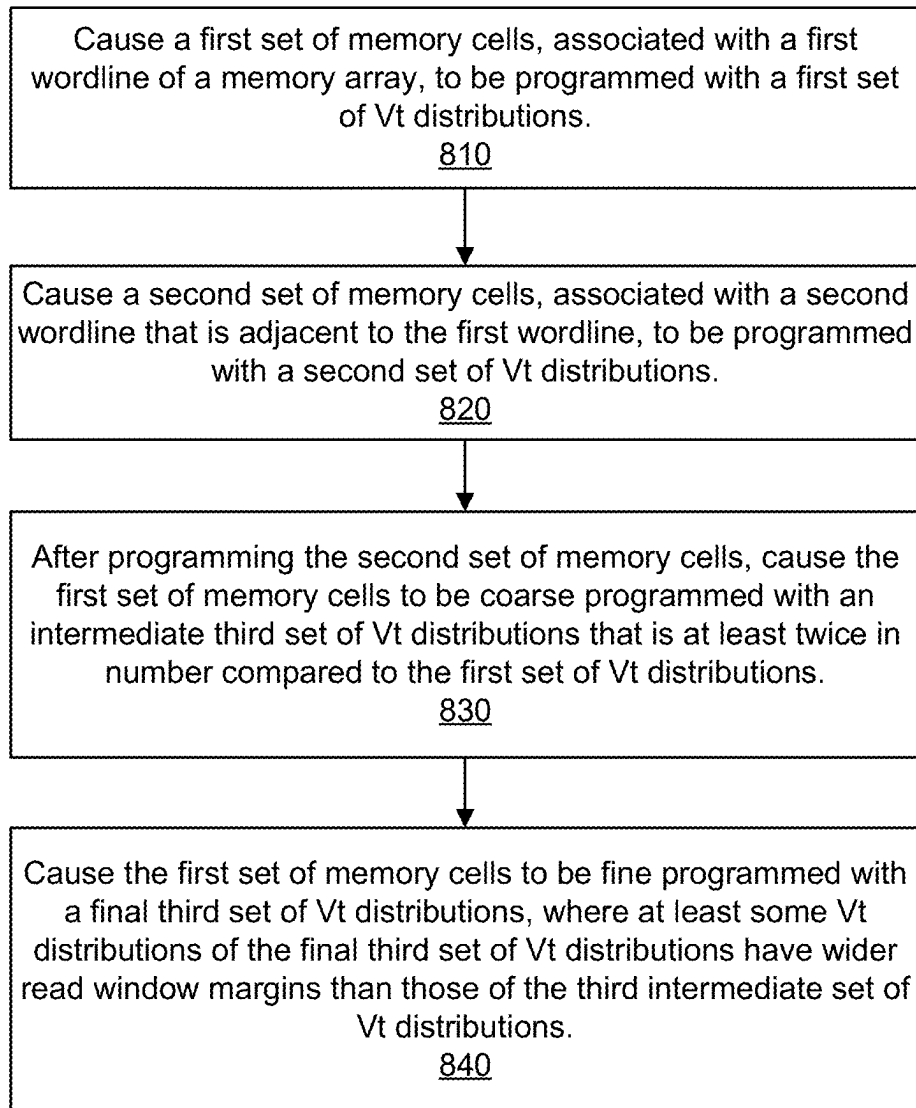 Cause a first set of memory cells, associated with a first
wordline of a memory array, to be programmed with a first set
of Vt distributions.
810
Cause a second set of memory cells, associated with a second
wordline that is adjacent to the first wordline, to be programmed
with a second set of Vt distributions.
820
After programming the second set of memory cells, cause the
first set of memory cells to be coarse programmed with an
intermediate third set of Vt distributions that is at least twice in
number compared to the first set of Vt distributions.
830
Cause the first set of memory cells to be fine programmed with
a final third set of Vt distributions, where at least some Vt
distributions of the final third set of Vt distributions have wider
read window margins than those of the third intermediate set of
Vt distributions.
840